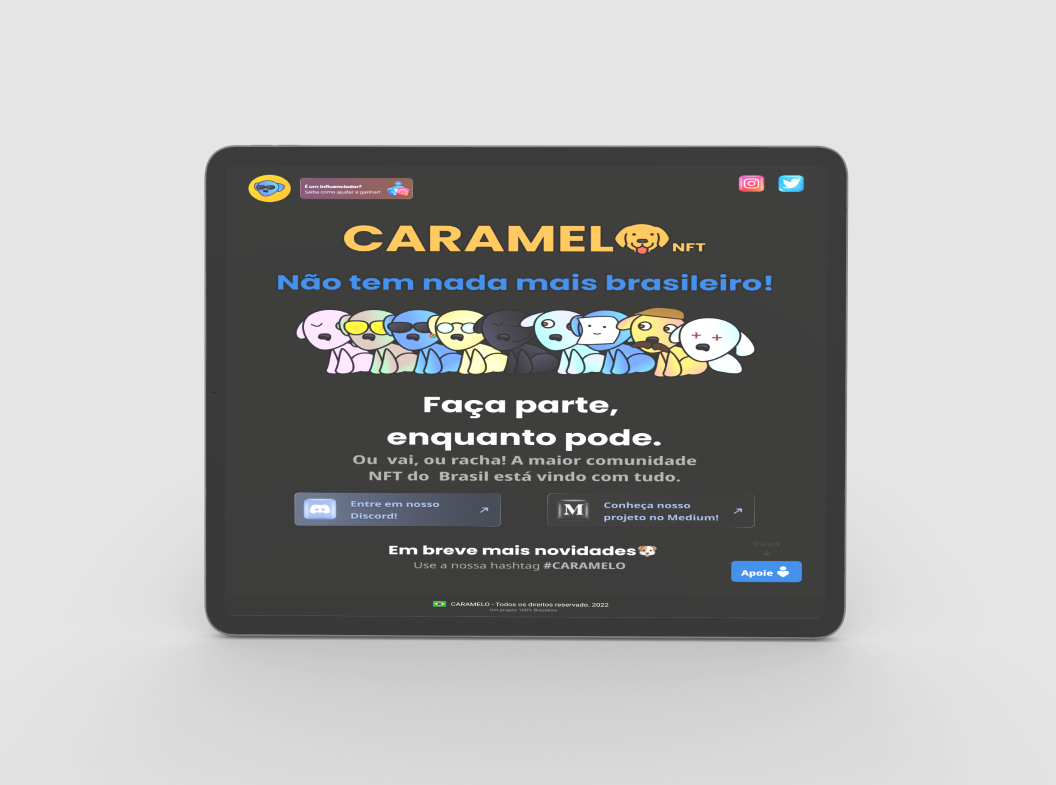 É um influenciador?
Saiba como ajudar e ganhar!
CARAMELO NFT
Não tem nada mais brasileiro!
Faça parte,
enquanto pode.
Ou vai, ou racha! A maior comunidade
NFT do Brasil está vindo com tudo.
Entre em nosso
Discord!
M
Conheça nosso
projeto no Medium!
Em breve mais novidades
Use a nossa hashtag #CARAMELO
Apoie
CARAMELO - Todos os direitos reservado. 2022
Um projeto 100% Brasileiro